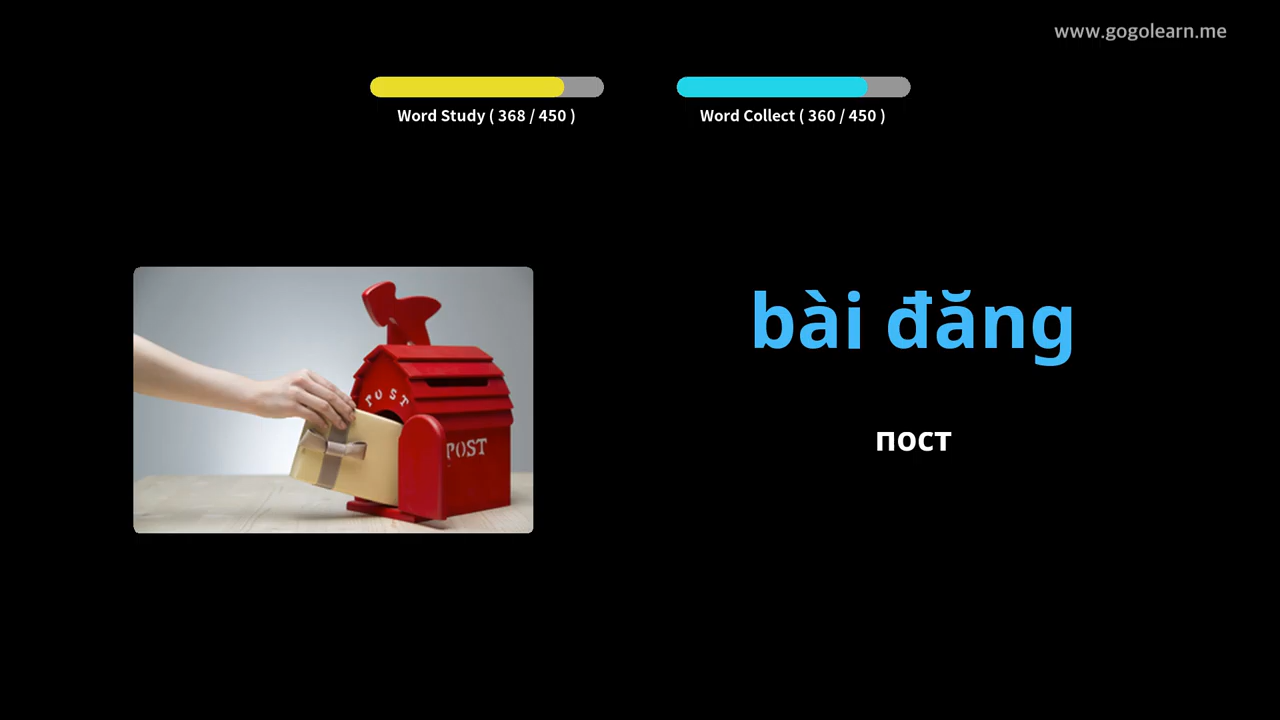 www.gogolearn.me
Word Study ( 368 / 450 )
Word Collect ( 360 / 450 )
bài đăng
пост
POST
POST